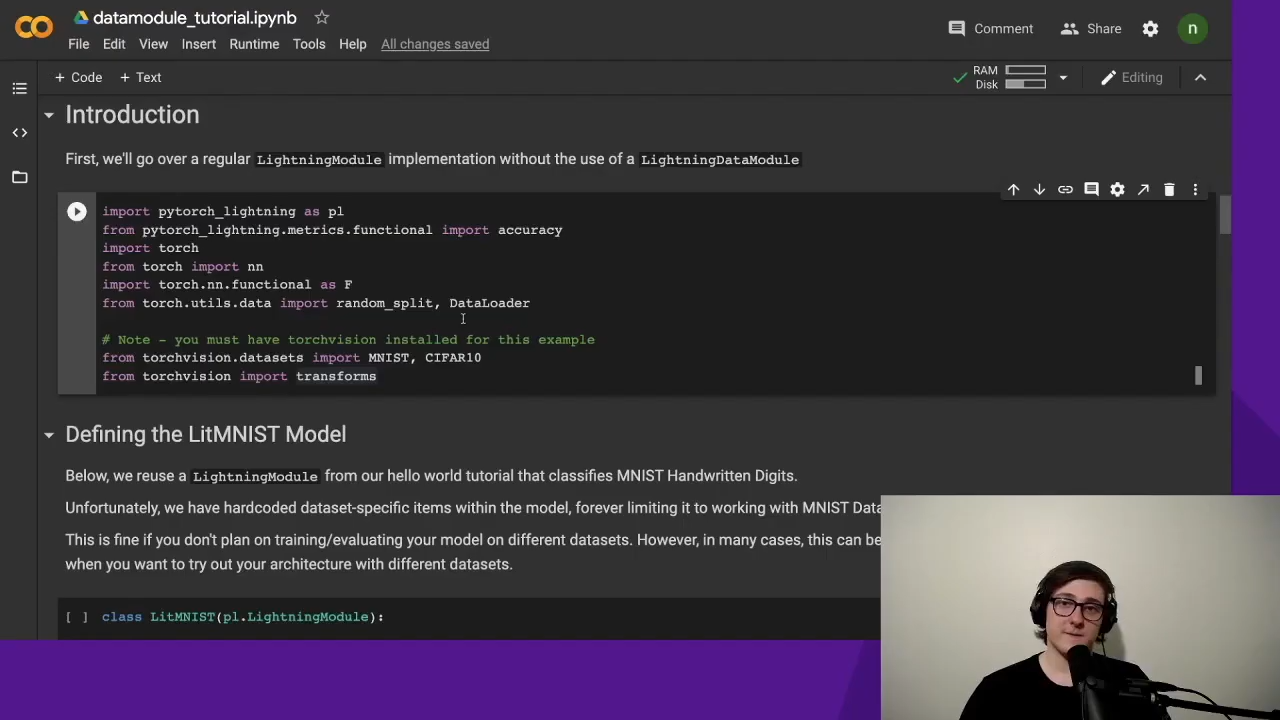 datamodule_tutorial.ipynb
Comment
Share
n
File Edit View Insert Runtime Tools Help All changes saved
+ Code + Text
RAM
Disk
Editing
Introduction
First, we'll go over a regular LightningModule implementation without the use of a LightningDataModule
import pytorch_lightning as pl
from pytorch_lightning.metrics.functional import accuracy
import torch
from torch import nn
import torch.nn.functional as F
from torch.utils.data import random_split, DataLoader
# Note - you must have torchvision installed for this example
from torchvision.datasets import MNIST, CIFAR10
from torchvision import transforms
Defining the LitMNIST Model
Below, we reuse a LightningModule from our hello world tutorial that classifies MNIST Handwritten Digits.
Unfortunately, we have hardcoded dataset-specific items within the model, forever limiting it to working with MNIST Data
This is fine if you don't plan on training/evaluating your model on different datasets. However, in many cases, this can be
when you want to try out your architecture with different datasets.
[ ] class LitMNIST(pl.LightningModule):